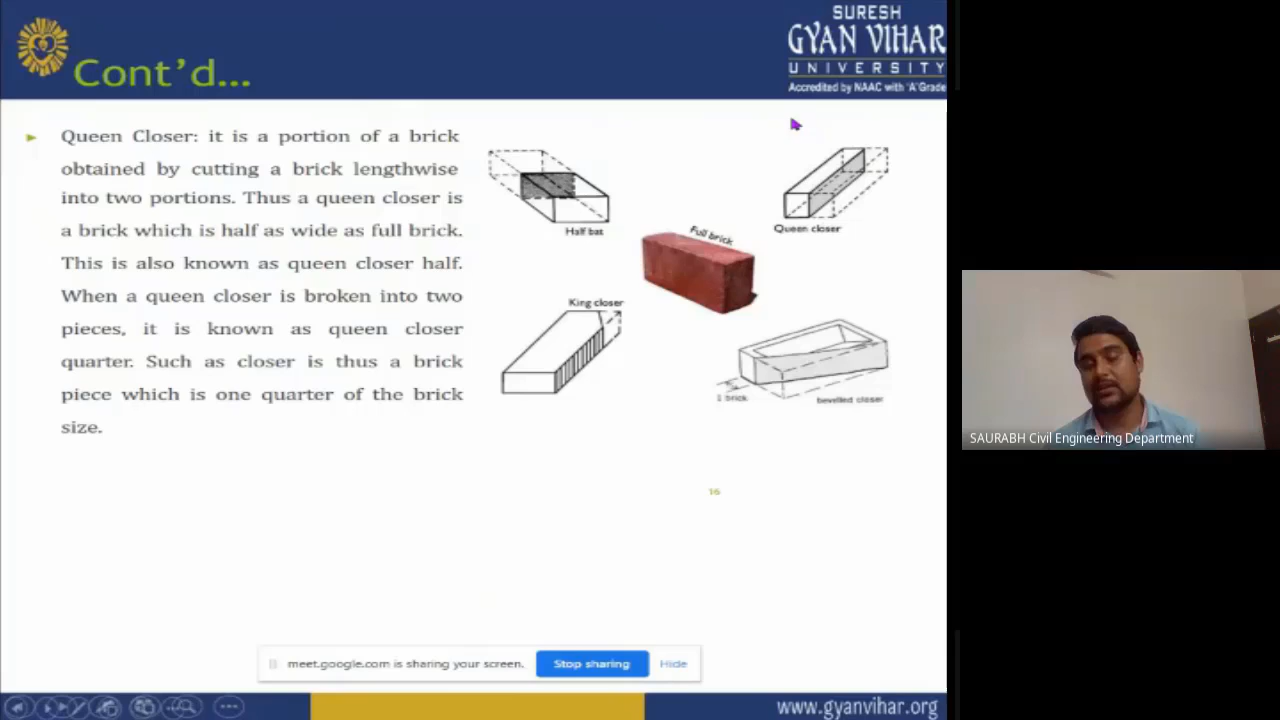 SURESH
GYAN VIHAR
UNIVERSITY
Accredited by NAAC with 'A' Grade
Cont'd...
Queen Closer: it is a portion of a brick
obtained by cutting a brick lengthwise
into two portions. Thus a queen closer is
a brick which is half as wide as full brick.
This is also known as queen closer half.
When a queen closer is broken into two
pieces, it is known as queen closer
quarter. Such as closer is thus a brick
piece which is one quarter of the brick
size.
Half bat
Queen closer
Full brick
King closer
1 brick
bevelled closer
16
SAURABH Civil Engineering Department
meet.google.com is sharing your screen.
Stop sharing
Hide
www.gyanvihar.org